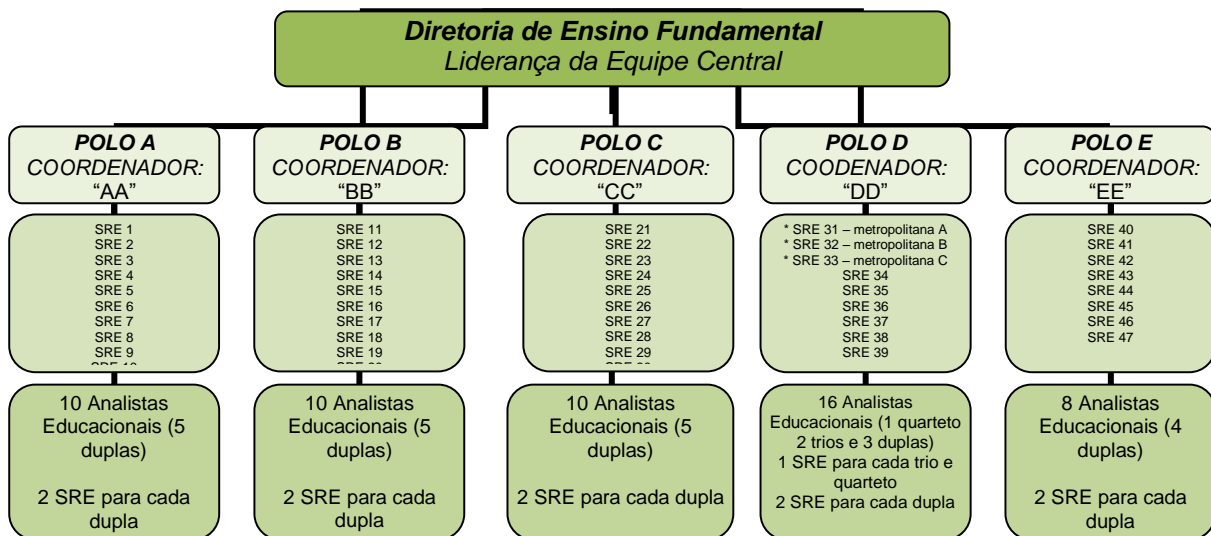 Diretoria de Ensino Fundamental
Liderança da Equipe Central
POLO A
COORDENADOR:
“AA”
SRE 1
SRE 2
SRE 3
SRE 4
SRE 5
SRE 6
SRE 7
SRE 8
SRE 9
10 Analistas
Educacionais (5
duplas)
2 SRE para cada
dupla
POLO B
COORDENADOR:
“BB”
SRE 11
SRE 12
SRE 13
SRE 14
SRE 15
SRE 16
SRE 17
SRE 18
SRE 19
10 Analistas
Educacionais (5
duplas)
2 SRE para cada
dupla
POLO C
COORDENADOR:
“CC”
SRE 21
SRE 22
SRE 23
SRE 24
SRE 25
SRE 26
SRE 27
SRE 28
SRE 29
10 Analistas
Educacionais (5
duplas)
2 SRE para cada dupla
POLO D
COODENADOR:
“DD”
* SRE 31 – metropolitana A
* SRE 32 – metropolitana B
* SRE 33 – metropolitana C
SRE 34
SRE 35
SRE 36
SRE 37
SRE 38
SRE 39
16 Analistas
Educacionais (1 quarteto
2 trios e 3 duplas)
1 SRE para cada trio e
quarteto
2 SRE para cada dupla
POLO E
COORDENADOR:
“EE”
SRE 40
SRE 41
SRE 42
SRE 43
SRE 44
SRE 45
SRE 46
SRE 47
8 Analistas
Educacionais (4
duplas)
2 SRE para cada
dupla